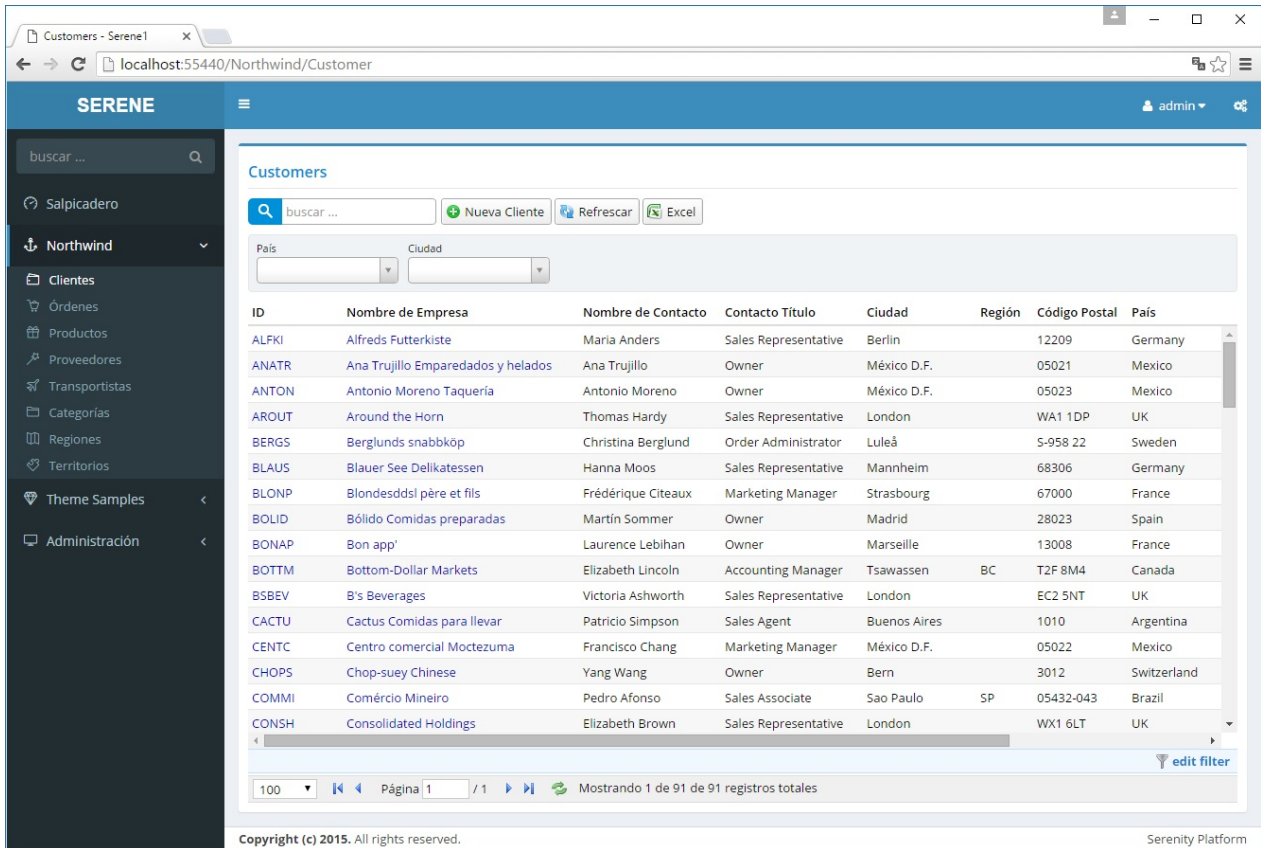 Customers - Serene1
localhost:55440/Northwind/Customer
SERENE
admin
buscar ...
Salpicadero
Northwind
Clientes
Órdenes
Productos
Proveedores
Transportistas
Categorías
Regiones
Territorios
Theme Samples
Administración
Customers
buscar ... Nueva Cliente Refrescar Excel
País Ciudad
ID Nombre de Empresa Nombre de Contacto Contacto Título Ciudad Región Código Postal País
ALFKI Alfreds Futterkiste Maria Anders Sales Representative Berlin 12209 Germany
ANATR Ana Trujillo Emparedados y helados Ana Trujillo Owner México D.F. 05021 Mexico
ANTON Antonio Moreno Taquería Antonio Moreno Owner México D.F. 05023 Mexico
AROUT Around the Horn Thomas Hardy Sales Representative London WA1 1DP UK
BERGS Berglunds snabbköp Christina Berglund Order Administrator Luleå S-958 22 Sweden
BLAUS Blauer See Delikatessen Hanna Moos Sales Representative Mannheim 68306 Germany
BLONP Blondesddsl père et fils Frédérique Citeaux Marketing Manager Strasbourg 67000 France
BOLID Bólido Comidas preparadas Martín Sommer Owner Madrid 28023 Spain
BONAP Bon app' Laurence Lebihan Owner Marseille 13008 France
BOTTM Bottom-Dollar Markets Elizabeth Lincoln Accounting Manager Tsawassen BC T2F 8M4 Canada
BSBEV B's Beverages Victoria Ashworth Sales Representative London EC2 5NT UK
CACTU Cactus Comidas para llevar Patricio Simpson Sales Agent Buenos Aires 1010 Argentina
CENTC Centro comercial Moctezuma Francisco Chang Marketing Manager México D.F. 05022 Mexico
CHOPS Chop-suey Chinese Yang Wang Owner Bern 3012 Switzerland
COMMI Comércio Mineiro Pedro Afonso Sales Associate Sao Paulo SP 05432-043 Brazil
CONSH Consolidated Holdings Elizabeth Brown Sales Representative London WX1 6LT UK
edit filter
100 Página 1 / 1 Mostrando 1 de 91 de 91 registros totales
Copyright (c) 2015. All rights reserved. Serenity Platform